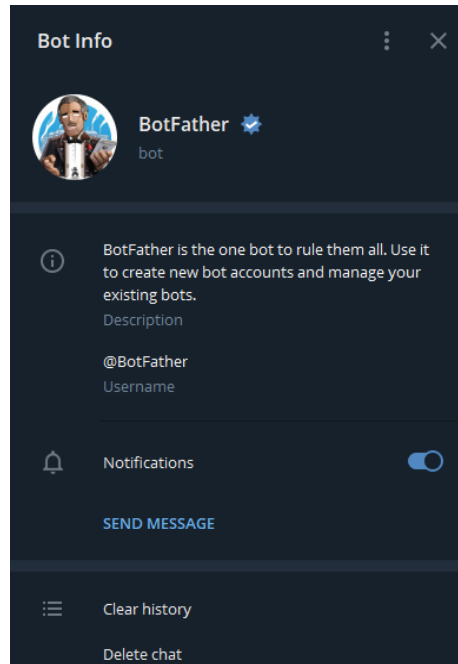 Bot Info
BotFather
bot
BotFather is the one bot to rule them all. Use it
to create new bot accounts and manage your
existing bots.
Description
@BotFather
Username
Notifications
SEND MESSAGE
Clear history
Delete chat